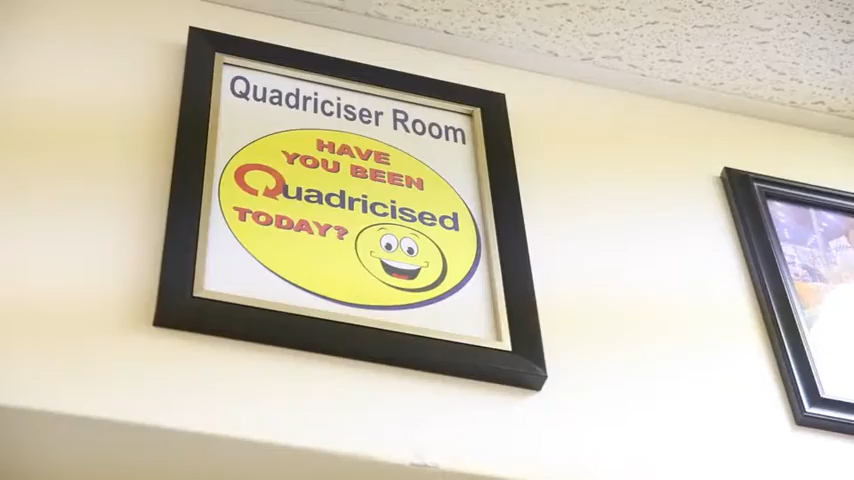 Quadriciser Room
HAVE
YOU BEEN
Quadricised
TODAY?